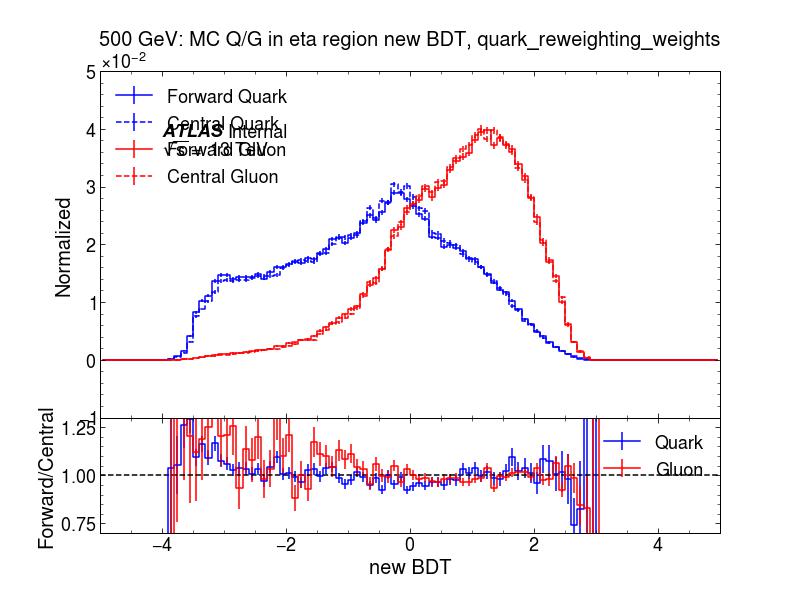 500 GeV: MC Q/G in eta region new BDT, quark_reweighting_weights
×10⁻²
5
4
3
2
1
0
−1
Normalized
Forward Quark
Central Quark
ATLAS Internal
Forward Gluon
√s = 13 TeV
Central Gluon
1.25
1.00
0.75
Forward/Central
Quark
Gluon
−4 −2 0 2 4
new BDT